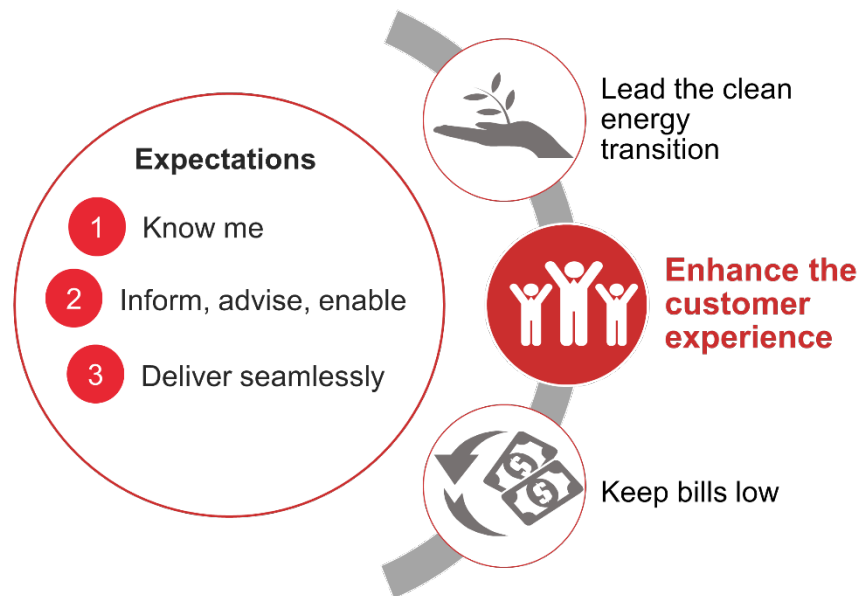 Expectations
1 Know me
2 Inform, advise, enable
3 Deliver seamlessly
Lead the clean
energy
transition
Enhance the
customer
experience
Keep bills low